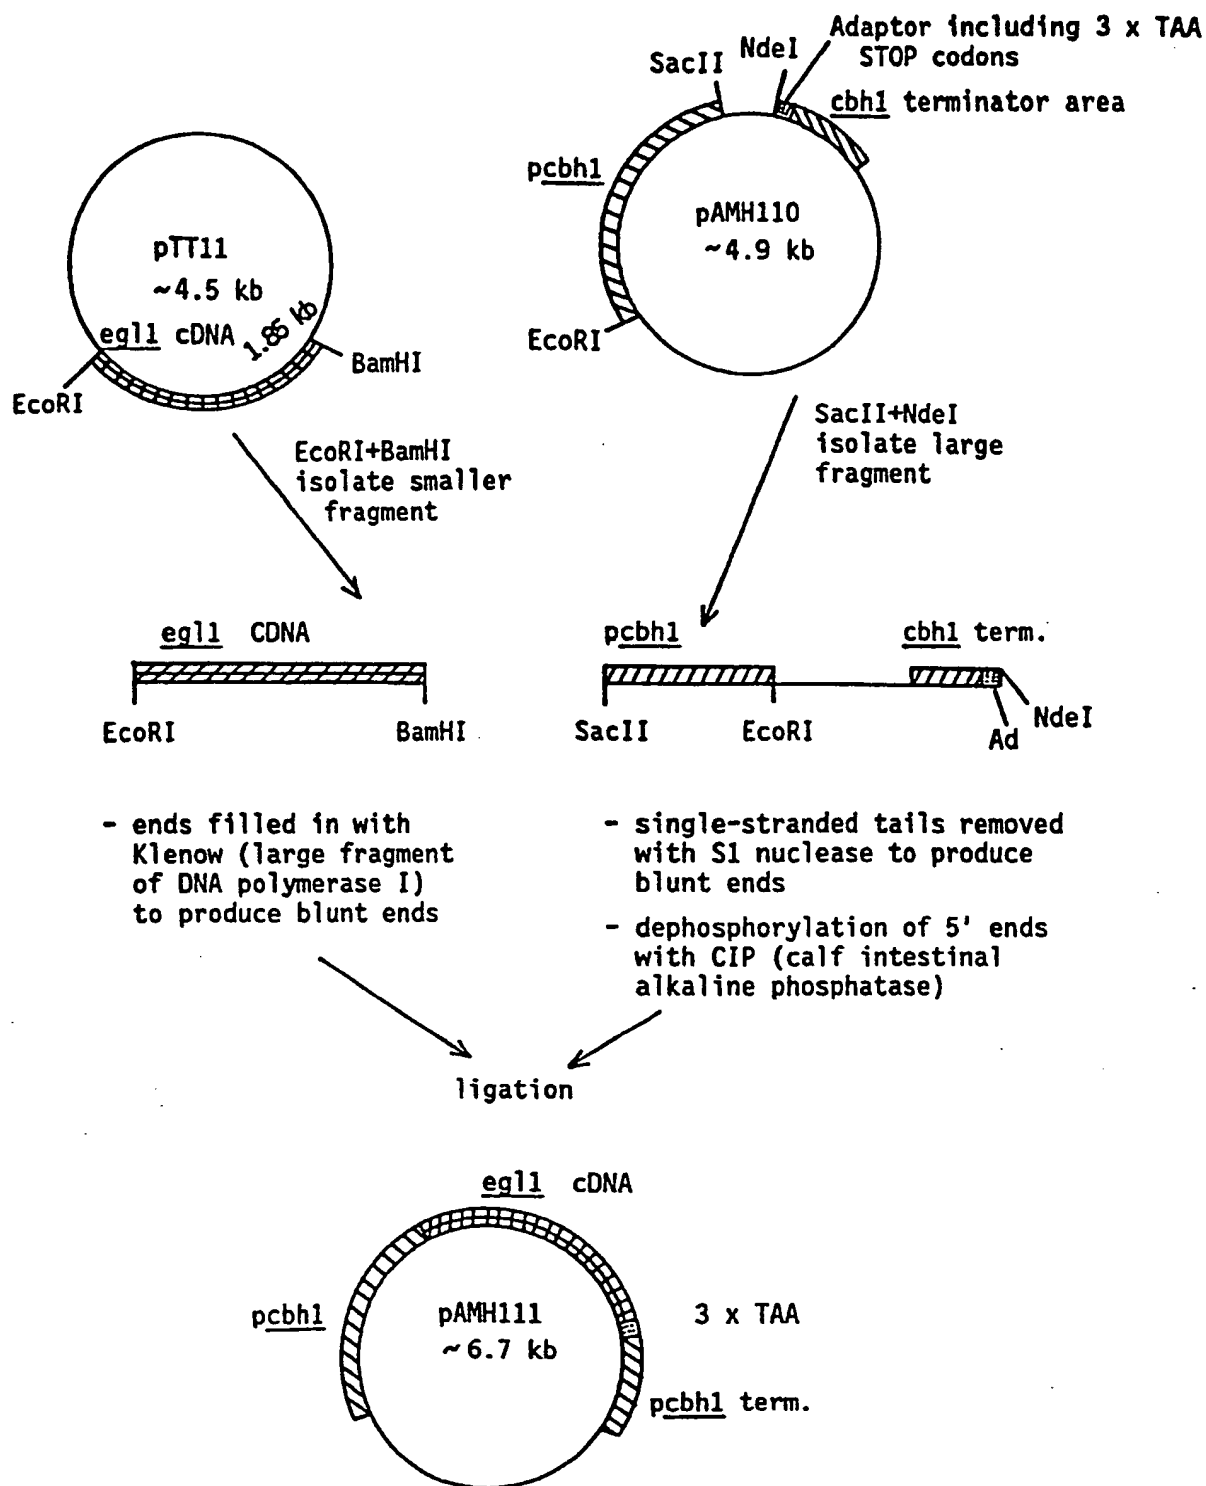 Adaptor including 3 x TAA
STOP codons
SacII
NdeI
cbh1 terminator area
pcbh1
pAMH110
~4.9 kb
EcoRI
pTT11
~4.5 kb
egl1 cDNA
1.85 kb
BamHI
EcoRI
EcoRI+BamHI
isolate smaller
fragment
SacII+NdeI
isolate large
fragment
egl1 CDNA
EcoRI
BamHI
pcbh1
cbh1 term.
SacII
EcoRI
Ad
NdeI
- ends filled in with
Klenow (large fragment
of DNA polymerase I)
to produce blunt ends
- single-stranded tails removed
with S1 nuclease to produce
blunt ends
- dephosphorylation of 5' ends
with CIP (calf intestinal
alkaline phosphatase)
ligation
egl1 cDNA
pcbh1
pAMH111
~6.7 kb
3 x TAA
pcbh1 term.